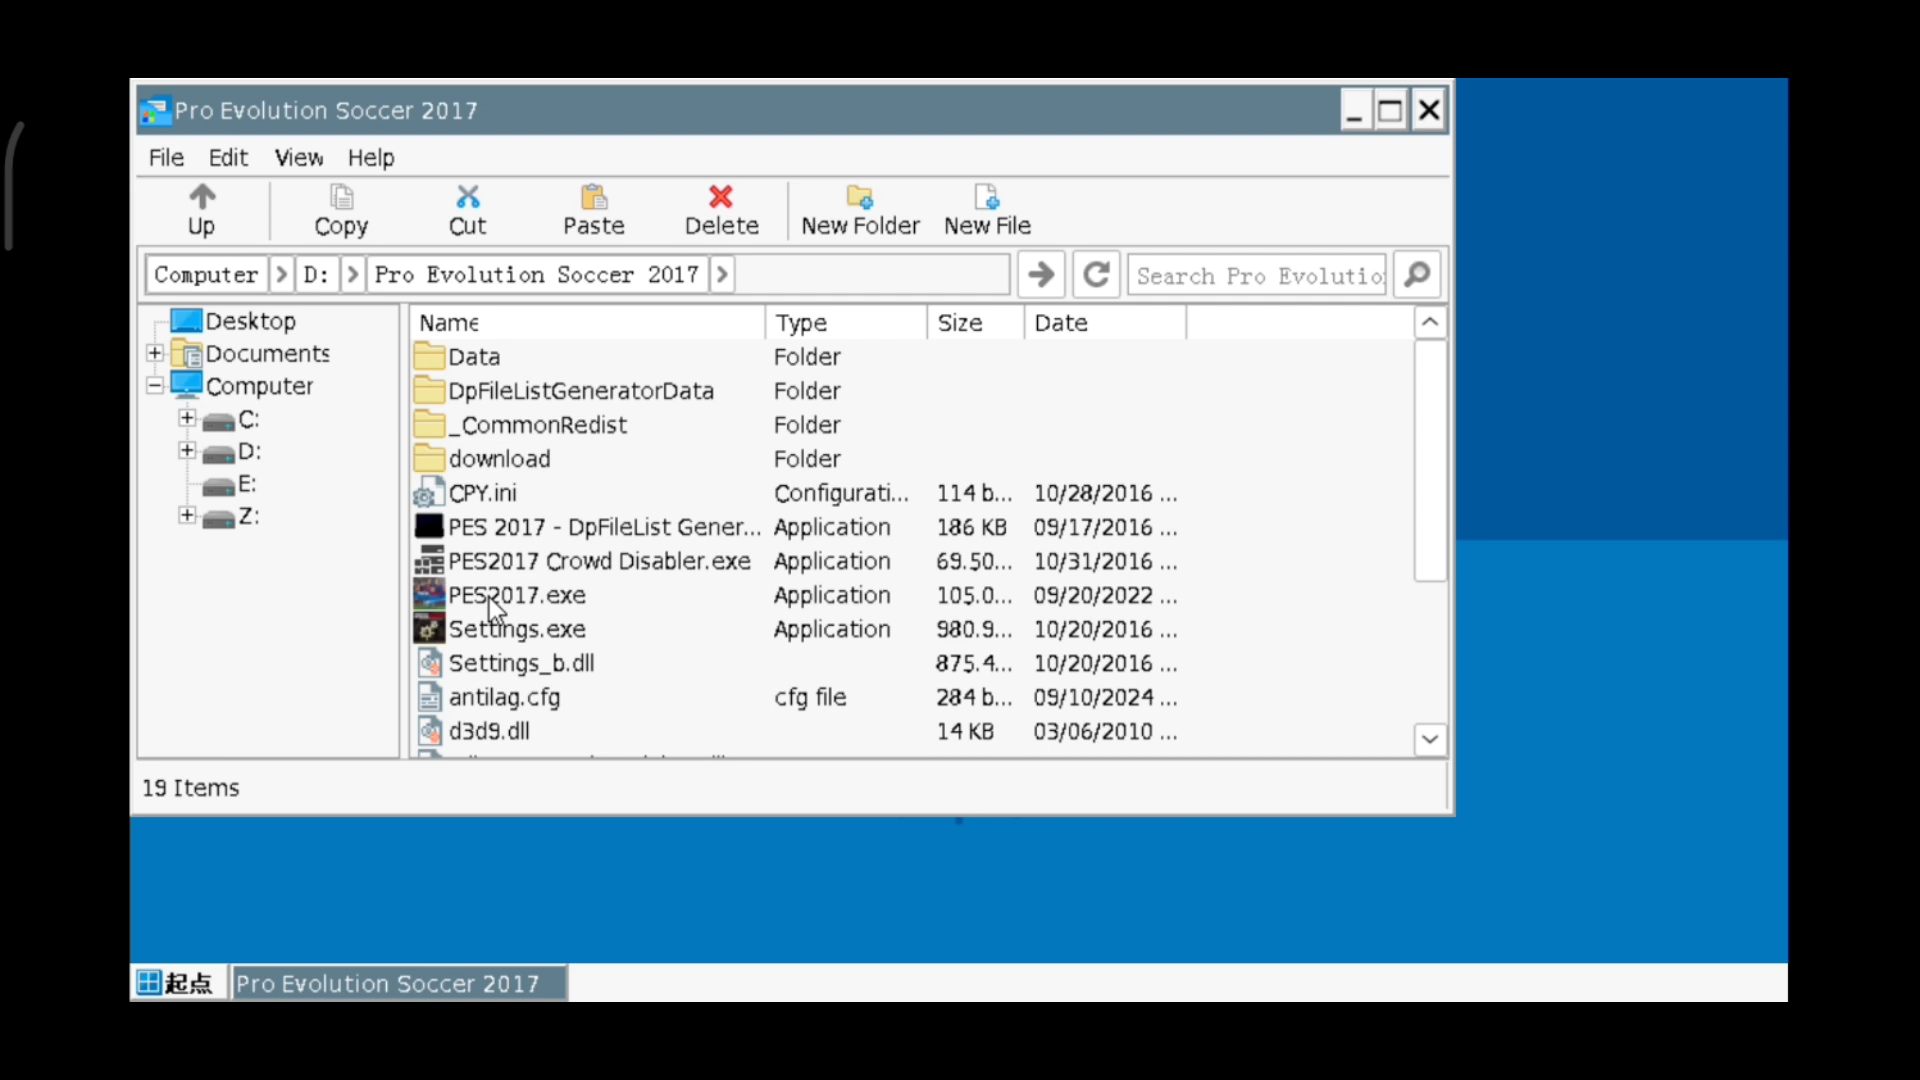 Pro Evolution Soccer 2017
File Edit View Help
Up Copy Cut Paste Delete New Folder New File
Computer D: Pro Evolution Soccer 2017 Search Pro Evolutio
Desktop
Documents
Computer
C:
D:
E:
Z:
Name Type Size Date
Data Folder
DpFileListGeneratorData Folder
_CommonRedist Folder
download Folder
CPY.ini Configurati... 114 b... 10/28/2016 ...
PES 2017 - DpFileList Gener... Application 186 KB 09/17/2016 ...
PES2017 Crowd Disabler.exe Application 69.50... 10/31/2016 ...
PES2017.exe Application 105.0... 09/20/2022 ...
Settings.exe Application 980.9... 10/20/2016 ...
Settings_b.dll 875.4... 10/20/2016 ...
antilag.cfg cfg file 284 b... 09/10/2024 ...
d3d9.dll 14 KB 03/06/2010 ...
19 Items
起点 Pro Evolution Soccer 2017